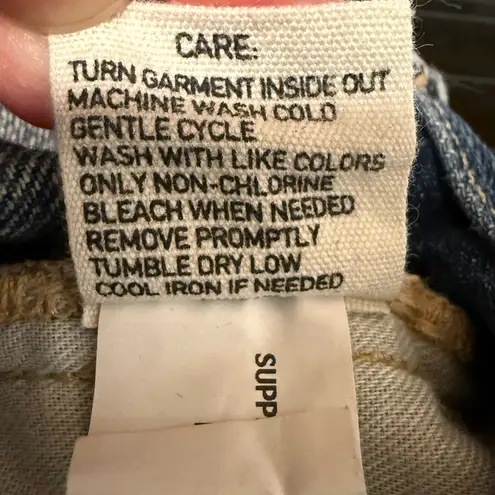 CARE:
TURN GARMENT INSIDE OUT
MACHINE WASH COLD
GENTLE CYCLE
WASH WITH LIKE COLORS
ONLY NON-CHLORINE
BLEACH WHEN NEEDED
REMOVE PROMPTLY
TUMBLE DRY LOW
COOL IRON IF NEEDED
SUPP